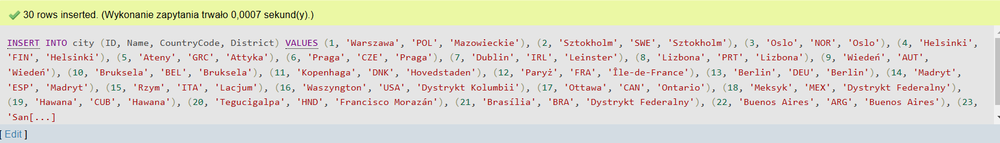 30 rows inserted. (Wykonanie zapytania trwało 0,0007 sekund(y).)
INSERT INTO city (ID, Name, CountryCode, District) VALUES (1, 'Warszawa', 'POL', 'Mazowieckie'), (2, 'Sztokholm', 'SWE', 'Sztokholm'), (3, 'Oslo', 'NOR', 'Oslo'), (4, 'Helsinki',
'FIN', 'Helsinki'), (5, 'Ateny', 'GRC', 'Attyka'), (6, 'Praga', 'CZE', 'Praga'), (7, 'Dublin', 'IRL', 'Leinster'), (8, 'Lizbona', 'PRT', 'Lizbona'), (9, 'Wiedeń', 'AUT',
'Wiedeń'), (10, 'Bruksela', 'BEL', 'Bruksela'), (11, 'Kopenhaga', 'DNK', 'Hovedstaden'), (12, 'Paryż', 'FRA', 'Île-de-France'), (13, 'Berlin', 'DEU', 'Berlin'), (14, 'Madryt',
'ESP', 'Madryt'), (15, 'Rzym', 'ITA', 'Lacjum'), (16, 'Waszyngton', 'USA', 'Dystrykt Kolumbii'), (17, 'Ottawa', 'CAN', 'Ontario'), (18, 'Meksyk', 'MEX', 'Dystrykt Federalny'),
(19, 'Hawana', 'CUB', 'Hawana'), (20, 'Tegucigalpa', 'HND', 'Francisco Morazán'), (21, 'Brasília', 'BRA', 'Dystrykt Federalny'), (22, 'Buenos Aires', 'ARG', 'Buenos Aires'), (23,
'San[...]
[ Edit ]